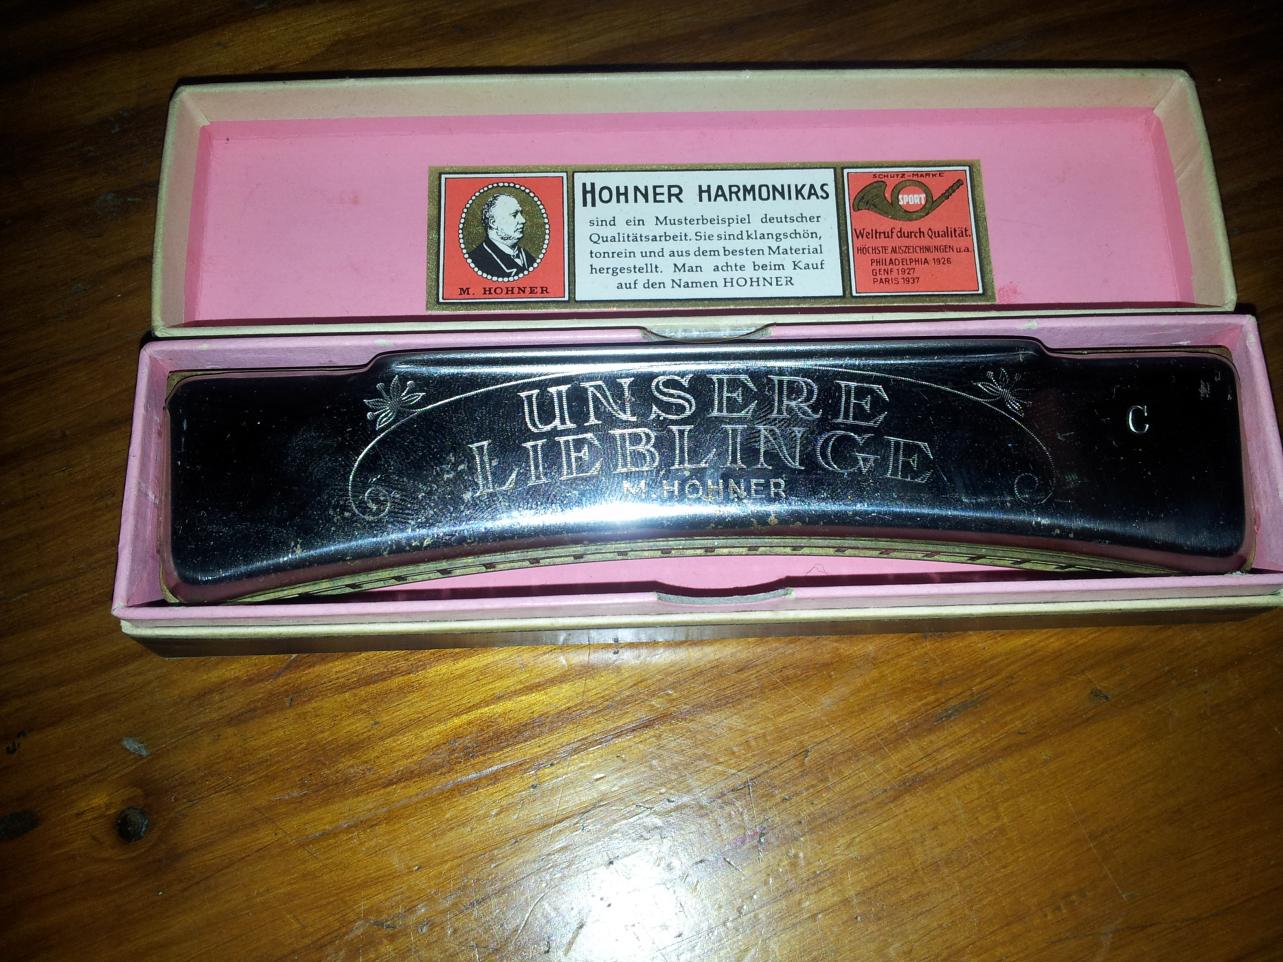 M. HOHNER
HOHNER HARMONIKAS
sind ein Musterbeispiel deutscher
Qualitätsarbeit. Sie sind klangschön,
tonrein und aus dem besten Material
hergestellt. Man achte beim Kauf
auf den Namen HOHNER
SCHUTZ-MARKE
SPORT
Weltruf durch Qualität.
HÖCHSTE AUSZEICHNUNGEN u.a.
PHILADELPHIA 1926
GENF 1927
PARIS 1937
UNSERE
LIEBLINGE
M. HOHNER
C